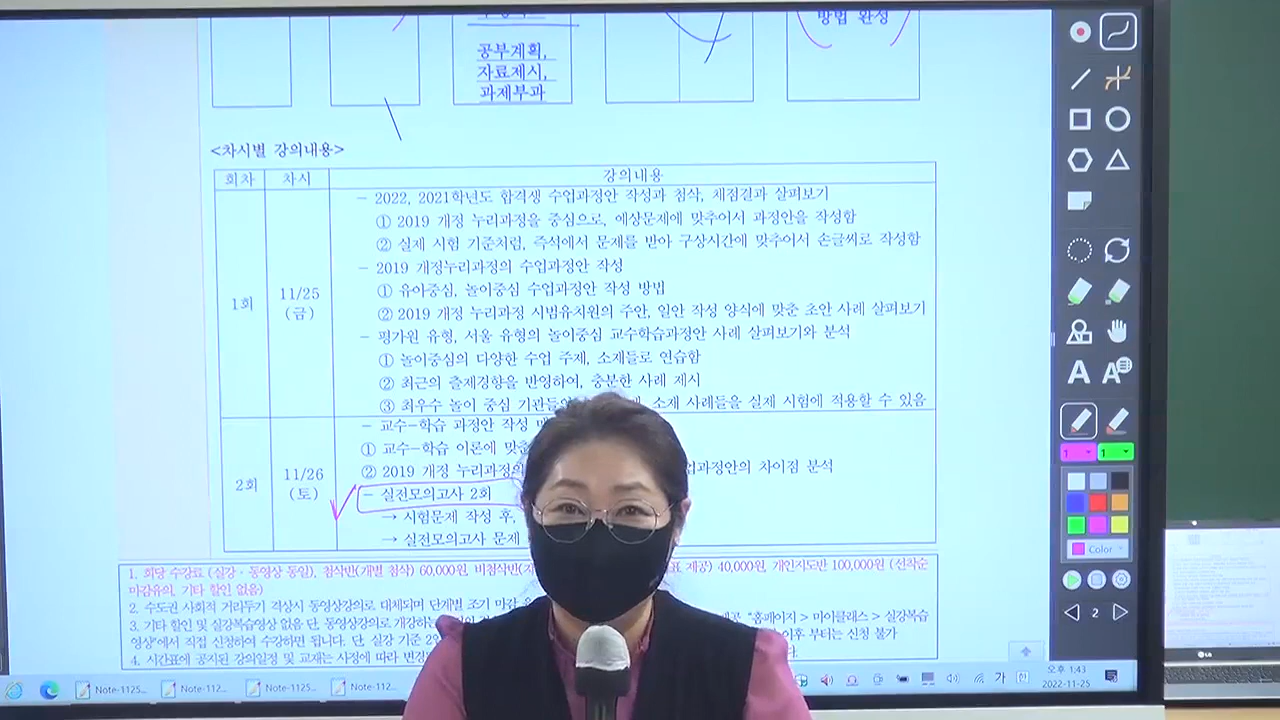 방법 완성
공부계획,
자료제시,
과제부과
<차시별 강의내용>
회차 차시 강의내용
- 2022, 2021학년도 합격생 수업과정안 작성과 첨삭, 채점결과 살펴보기
① 2019 개정 누리과정을 중심으로, 예상문제에 맞추어서 과정안을 작성함
② 실제 시험 기준처럼, 즉석에서 문제를 받아 구상시간에 맞추어서 손글씨로 작성함
- 2019 개정누리과정의 수업과정안 작성
① 유아중심, 놀이중심 수업과정안 작성 방법
1회 11/25
(금)
② 2019 개정 누리과정 시범유치원의 주안, 일안 작성 양식에 맞춘 초안 사례 살펴보기
- 평가원 유형, 서울 유형의 놀이중심 교수학습과정안 사례 살펴보기와 분석
① 놀이중심의 다양한 수업 주제, 소재들로 연습함
② 최근의 출제경향을 반영하여, 충분한 사례 제시
③ 최우수 놀이 중심 기관들의 소재 사례들을 실제 시험에 적용할 수 있음
- 교수-학습 과정안 작성
① 교수-학습 이론에 맞춘
② 2019 개정 누리과정의 업과정안의 차이점 분석
2회 11/26
(토)
- 실전모의고사 2회
→ 시험문제 작성 후,
→ 실전모의고사 문제
1. 회당 수강료 (실강·동영상 동일), 첨삭반(개별 첨삭) 60,000원, 비첨삭반 제공) 40,000원, 개인지도반 100,000원 (선착순
마감유의, 기타 할인 없음)
2. 수도권 사회적 거리두기 격상시 동영상강의로 대체되며 단계별 조기 마감
3. 기타 할인 및 실강복습영상 없음 단, 동영상강의로 개강하는 "홈페이지 > 마이클래스 > 실강복습
영상"에서 직접 신청하여 수강하면 됩니다. 단, 실강 기준 이후 부터는 신청 불가
4. 시간표에 공지된 강의일정 및 교재는 사정에 따라
A A
1 1
Color
2
LG
Note-1125... Note-112... Note-1125... Note-112...
가 한
오후 1:43
2022-11-25